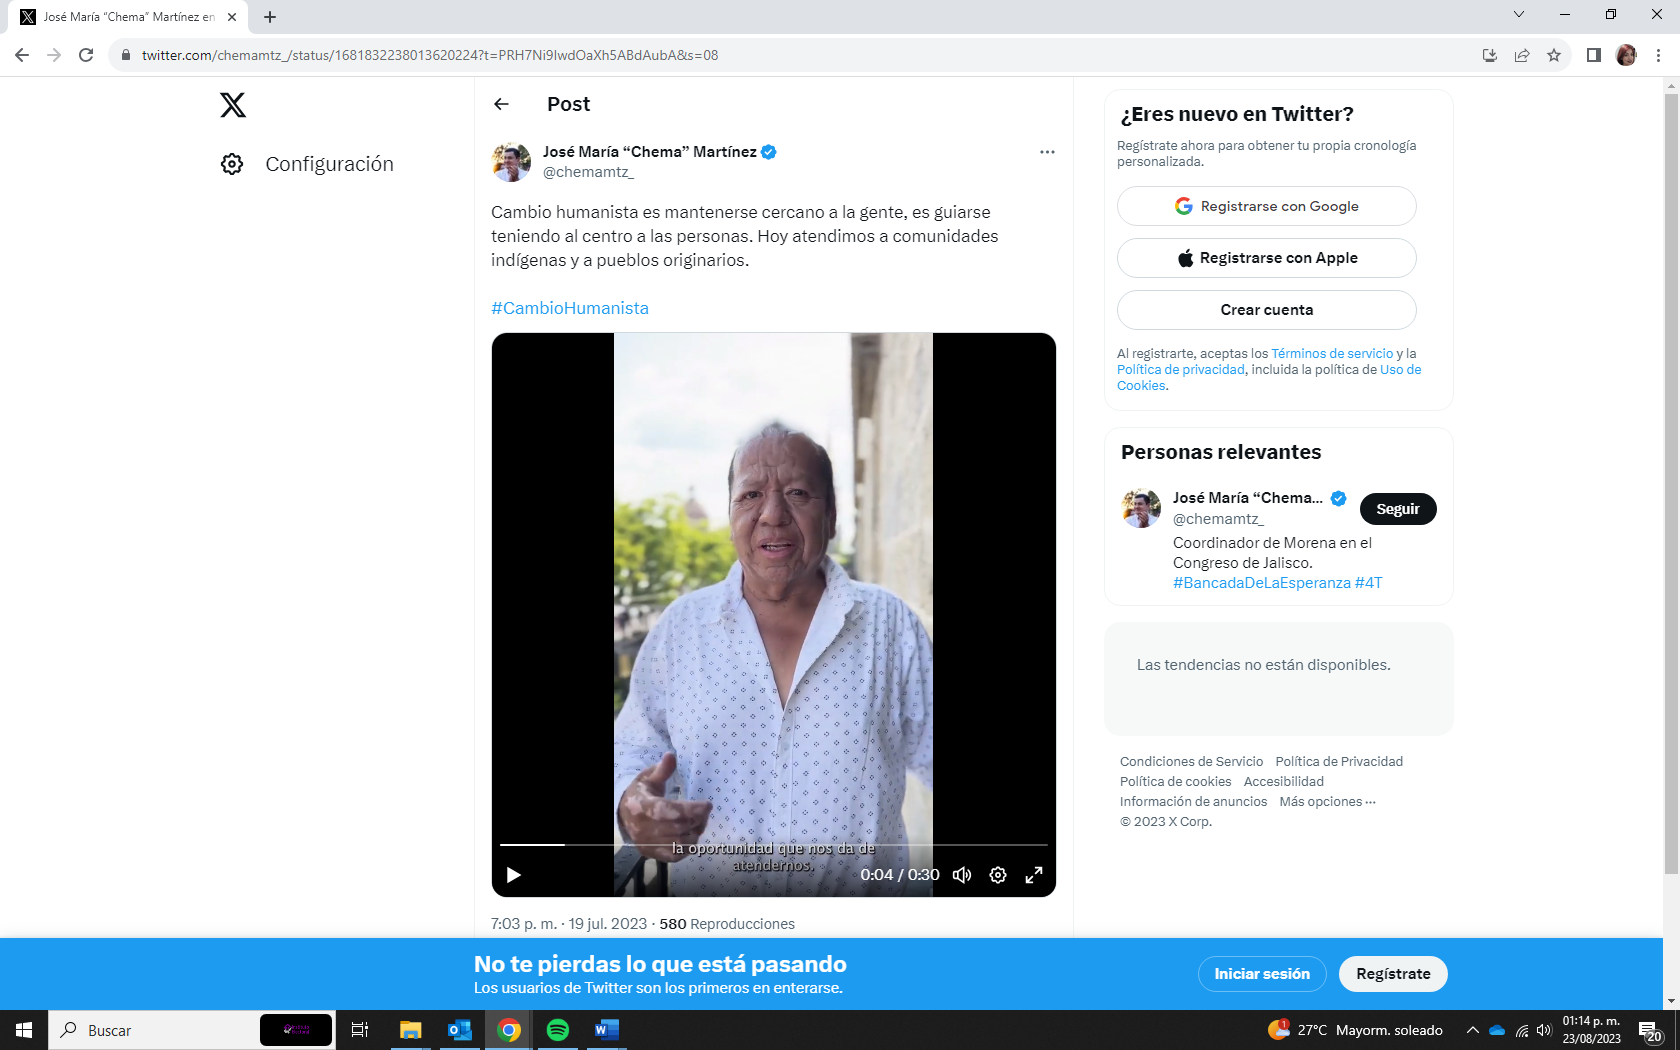 José María “Chema” Martínez en
twitter.com/chemamtz_/status/1681832238013620224?t=PRH7Ni9IwdOaXh5ABdAubA&s=08
Configuración
Post
José María “Chema” Martínez
@chemamtz_
Cambio humanista es mantenerse cercano a la gente, es guiarse
teniendo al centro a las personas. Hoy atendimos a comunidades
indígenas y a pueblos originarios.
#CambioHumanista
la oportunidad que nos da de
atendernos.
0:04 / 0:30
7:03 p. m. · 19 jul. 2023 · 580 Reproducciones
¿Eres nuevo en Twitter?
Regístrate ahora para obtener tu propia cronología
personalizada.
Registrarse con Google
Registrarse con Apple
Crear cuenta
Al registrarte, aceptas los Términos de servicio y la
Política de privacidad, incluida la política de Uso de
Cookies.
Personas relevantes
José María “Chema...
@chemamtz_
Seguir
Coordinador de Morena en el
Congreso de Jalisco.
#BancadaDeLaEsperanza #4T
Las tendencias no están disponibles.
Condiciones de Servicio Política de Privacidad
Política de cookies Accesibilidad
Información de anuncios Más opciones ···
© 2023 X Corp.
No te pierdas lo que está pasando
Los usuarios de Twitter son los primeros en enterarse.
Iniciar sesión
Regístrate
Buscar
1
27°C Mayorm. soleado
01:14 p. m.
23/08/2023
20